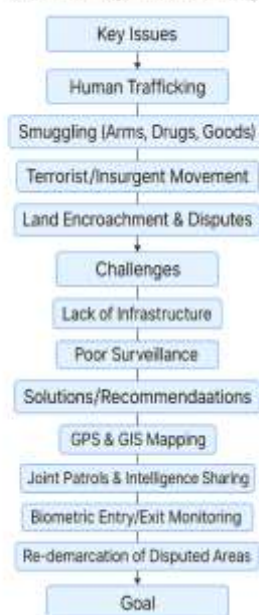 Key Issues
Human Trafficking
Smuggling (Arms, Drugs, Goods)
Terrorist/Insurgent Movement
Land Encroachment & Disputes
Challenges
Lack of Infrastructure
Poor Surveillance
Solutions/Recommendaations
GPS & GIS Mapping
Joint Patrols & Intelligence Sharing
Biometric Entry/Exit Monitoring
Re-demarcation of Disputed Areas
Goal